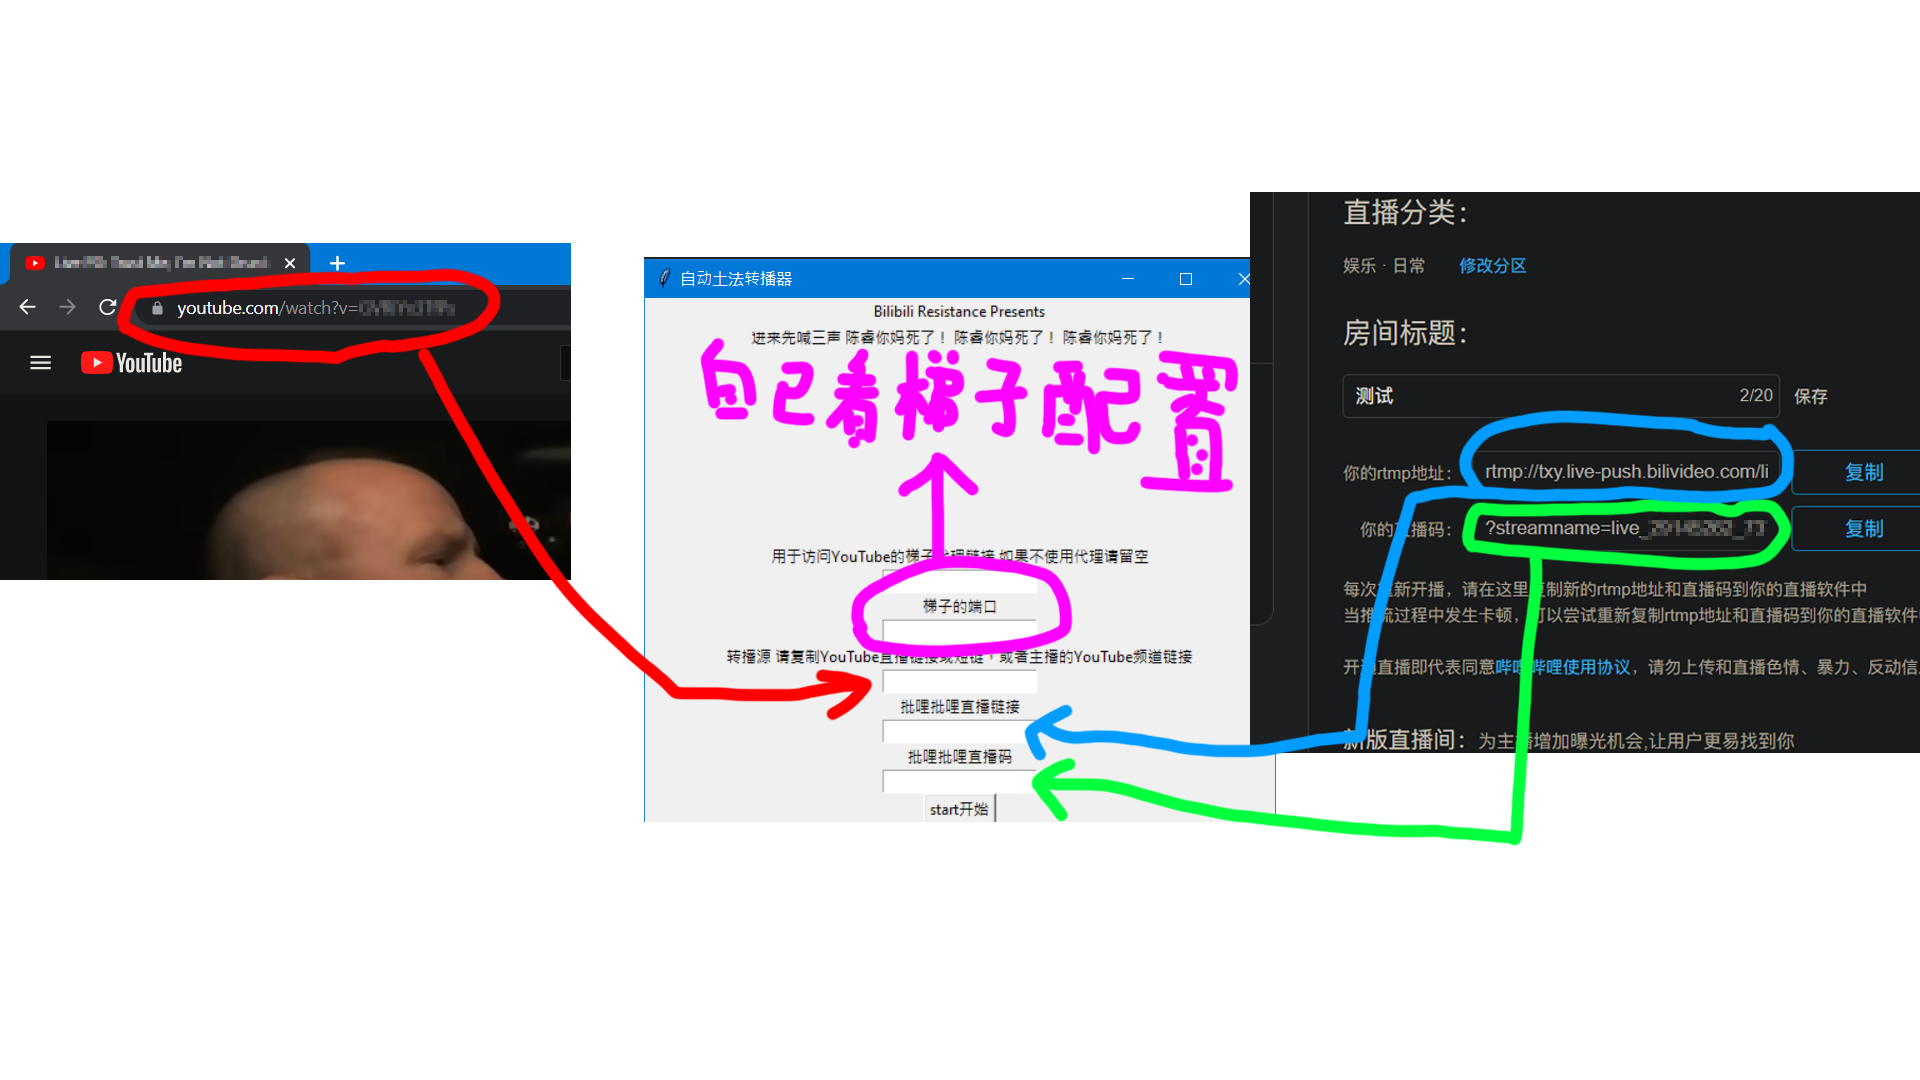 youtube.com/watch?v=
YouTube
自动土法转播器
Bilibili Resistance Presents
进来先喊三声 陈睿你妈死了！ 陈睿你妈死了！ 陈睿你妈死了！
自己看梯子配置
用于访问YouTube的梯子代理链接 如果不使用代理请留空
梯子的端口
转播源 请复制YouTube直播链接或短链，或者主播的YouTube频道链接
批哩批哩直播链接
批哩批哩直播码
start开始
直播分类：
娱乐 · 日常 修改分区
房间标题：
测试 2/20 保存
你的rtmp地址： rtmp://txy.live-push.bilivideo.com/li 复制
你的直播码： ?streamname=live_ 复制
每次重新开播，请在这里复制新的rtmp地址和直播码到你的直播软件中
当推流过程中发生卡顿，可以尝试重新复制rtmp地址和直播码到你的直播软件
开通直播即代表同意哔哩哔哩使用协议，请勿上传和直播色情、暴力、反动信
新版直播间：为主播增加曝光机会,让用户更易找到你